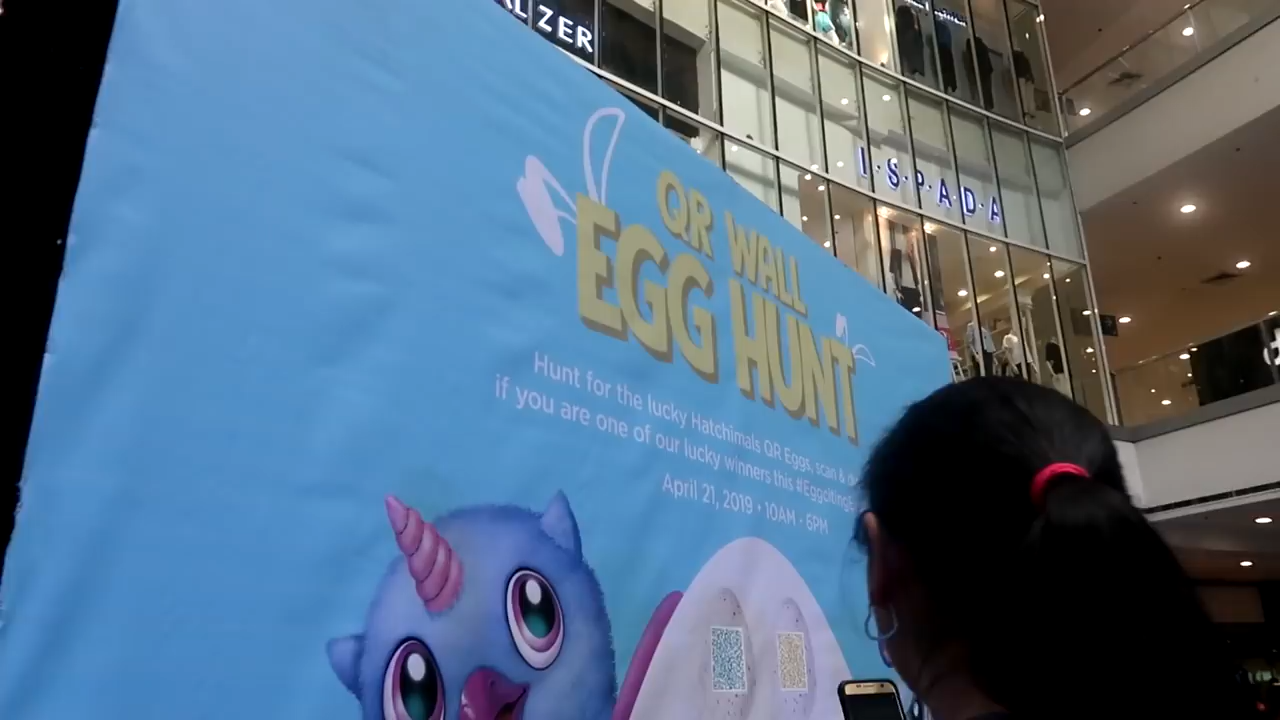 LIZER
I·S·P·A·D·A
QR WALL
EGG HUNT
Hunt for the lucky Hatchimals QR Eggs, scan &
if you are one of our lucky winners this
April 21, 2019 • 10AM - 6PM